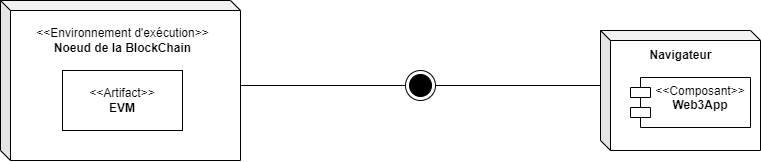 <<Environnement d'exécution>>
Noeud de la BlockChain
<<Artifact>>
EVM
Navigateur
<<Composant>>
Web3App